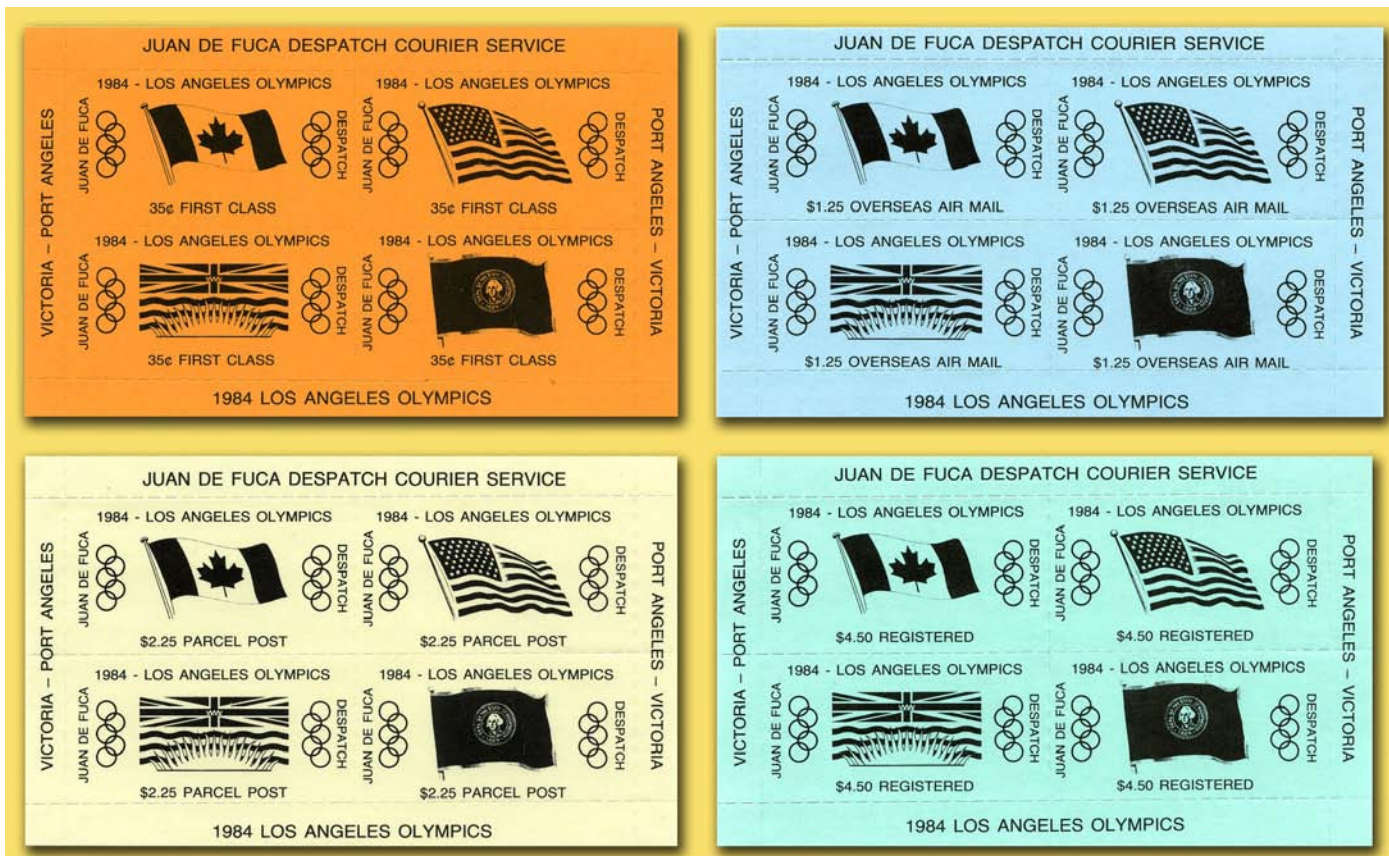 JUAN DE FUCA DESPATCH COURIER SERVICE
VICTORIA – PORT ANGELES
1984 - LOS ANGELES OLYMPICS
JUAN DE FUCA
DESPATCH
35¢ FIRST CLASS
1984 - LOS ANGELES OLYMPICS
JUAN DE FUCA
DESPATCH
35¢ FIRST CLASS
1984 - LOS ANGELES OLYMPICS
JUAN DE FUCA
DESPATCH
35¢ FIRST CLASS
1984 - LOS ANGELES OLYMPICS
JUAN DE FUCA
DESPATCH
35¢ FIRST CLASS
PORT ANGELES – VICTORIA
1984 LOS ANGELES OLYMPICS
JUAN DE FUCA DESPATCH COURIER SERVICE
VICTORIA – PORT ANGELES
1984 - LOS ANGELES OLYMPICS
JUAN DE FUCA
DESPATCH
$1.25 OVERSEAS AIR MAIL
1984 - LOS ANGELES OLYMPICS
JUAN DE FUCA
DESPATCH
$1.25 OVERSEAS AIR MAIL
1984 - LOS ANGELES OLYMPICS
JUAN DE FUCA
DESPATCH
$1.25 OVERSEAS AIR MAIL
1984 - LOS ANGELES OLYMPICS
JUAN DE FUCA
DESPATCH
$1.25 OVERSEAS AIR MAIL
PORT ANGELES – VICTORIA
1984 LOS ANGELES OLYMPICS
JUAN DE FUCA DESPATCH COURIER SERVICE
VICTORIA – PORT ANGELES
1984 - LOS ANGELES OLYMPICS
JUAN DE FUCA
DESPATCH
$2.25 PARCEL POST
1984 - LOS ANGELES OLYMPICS
JUAN DE FUCA
DESPATCH
$2.25 PARCEL POST
1984 - LOS ANGELES OLYMPICS
JUAN DE FUCA
DESPATCH
$2.25 PARCEL POST
1984 - LOS ANGELES OLYMPICS
JUAN DE FUCA
DESPATCH
$2.25 PARCEL POST
PORT ANGELES – VICTORIA
1984 LOS ANGELES OLYMPICS
JUAN DE FUCA DESPATCH COURIER SERVICE
VICTORIA – PORT ANGELES
1984 - LOS ANGELES OLYMPICS
JUAN DE FUCA
DESPATCH
$4.50 REGISTERED
1984 - LOS ANGELES OLYMPICS
JUAN DE FUCA
DESPATCH
$4.50 REGISTERED
1984 - LOS ANGELES OLYMPICS
JUAN DE FUCA
DESPATCH
$4.50 REGISTERED
1984 - LOS ANGELES OLYMPICS
JUAN DE FUCA
DESPATCH
$4.50 REGISTERED
PORT ANGELES – VICTORIA
1984 LOS ANGELES OLYMPICS